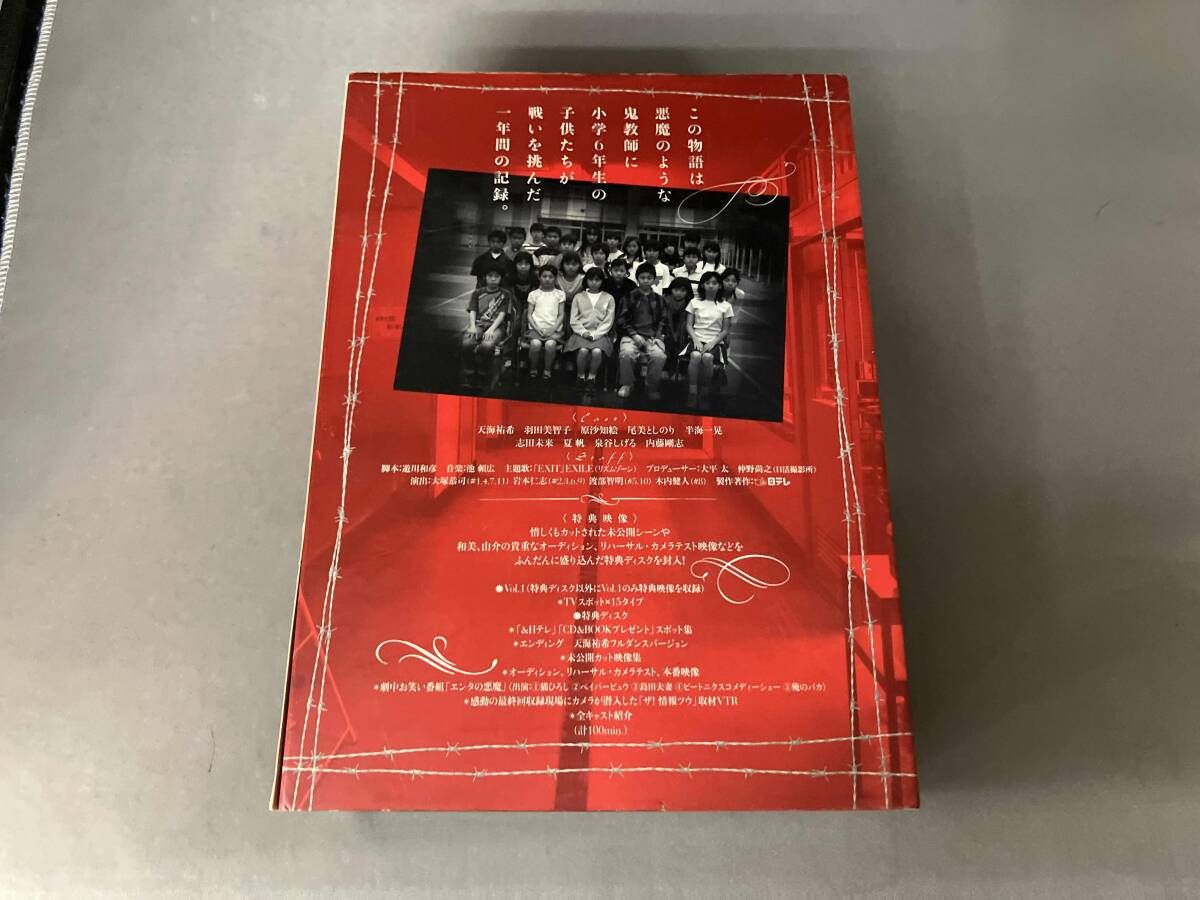 この物語は
悪魔のような
鬼教師に
小学6年生の
子供たちが
戦いを挑んだ
一年間の記録。
〈Cast〉
天海祐希 羽田美智子 原沙知絵 尾美としのり 半海一晃
志田未来 夏帆 泉谷しげる 内藤剛志
〈Staff〉
脚本:遊川和彦 音楽:池頼広 主題歌:「EXIT」EXILE(リズムゾーン) プロデューサー:大平太 仲野尚之(日活撮影所)
演出:大塚恭司(#1,4,7,11) 岩本仁志(#2,3,6,9) 渡部智明(#5,10) 木内健人(#8) 製作著作:日テレ
〈特典映像〉
惜しくもカットされた未公開シーンや
和美、由介の貴重なオーディション、リハーサル・カメラテスト映像などを
ふんだんに盛り込んだ特典ディスクを封入!
●Vol.1(特典ディスク以外にVol.1のみ特典映像を収録)
*TVスポット×15タイプ
●特典ディスク
*「&日テレ」「CD&BOOKプレゼント」スポット集
*エンディング 天海祐希フルダンスバージョン
*未公開カット映像集
*オーディション、リハーサル・カメラテスト、本番映像
*劇中お笑い番組「エンタの悪魔」(出演:①猫ひろし ②ベイバービュウ ③島田夫妻 ④ビートニクスコメディーショー ⑤俺のバカ)
*感動の最終回収録現場にカメラが潜入した「ザ!情報ツウ」取材VTR
*全キャスト紹介
(計100min.)